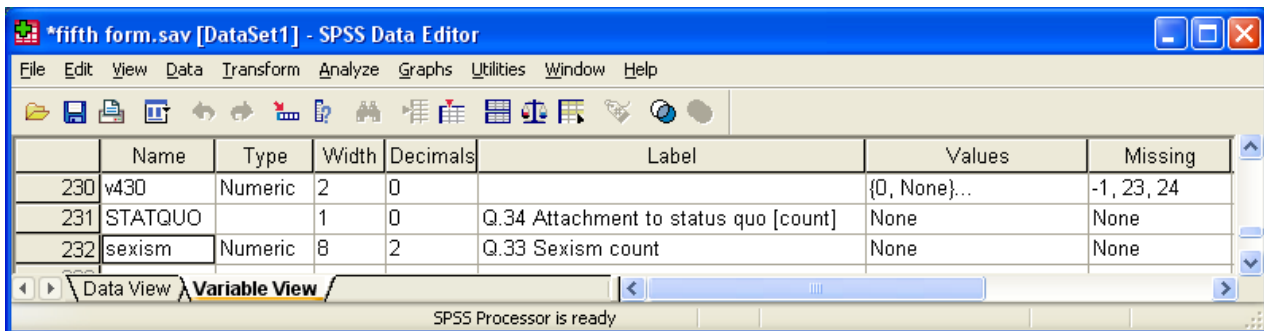 *fifth form.sav [DataSet1] - SPSS Data Editor
File Edit View Data Transform Analyze Graphs Utilities Window Help
Name Type Width Decimals Label Values Missing
230 v430 Numeric 2 0 {0, None}... -1, 23, 24
231 STATQUO 1 0 Q.34 Attachment to status quo [count] None None
232 sexism Numeric 8 2 Q.33 Sexism count None None
Data View Variable View
SPSS Processor is ready